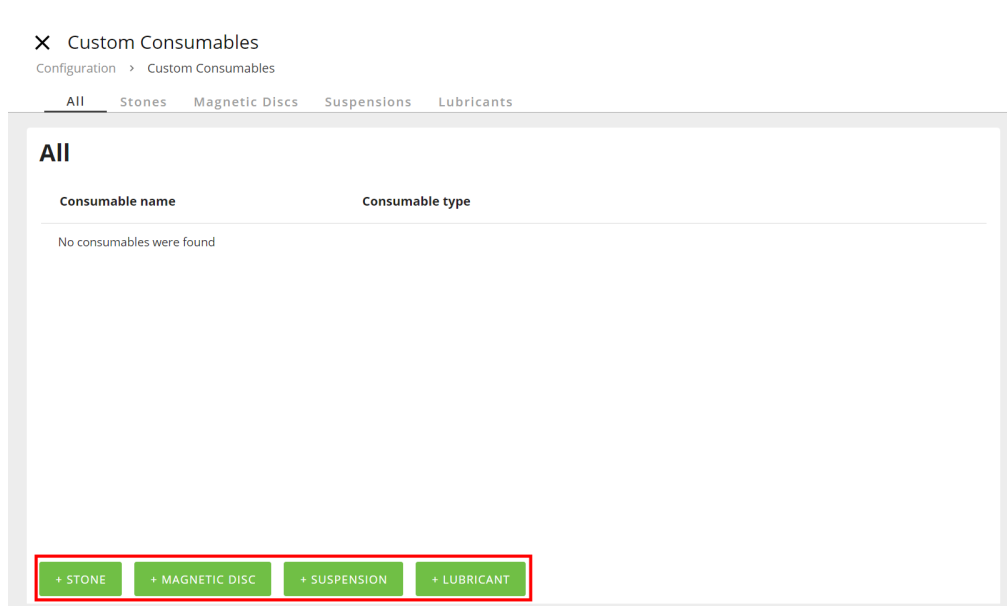 Custom Consumables
Configuration > Custom Consumables
All Stones Magnetic Discs Suspensions Lubricants
All
Consumable name Consumable type
No consumables were found
+ STONE + MAGNETIC DISC + SUSPENSION + LUBRICANT